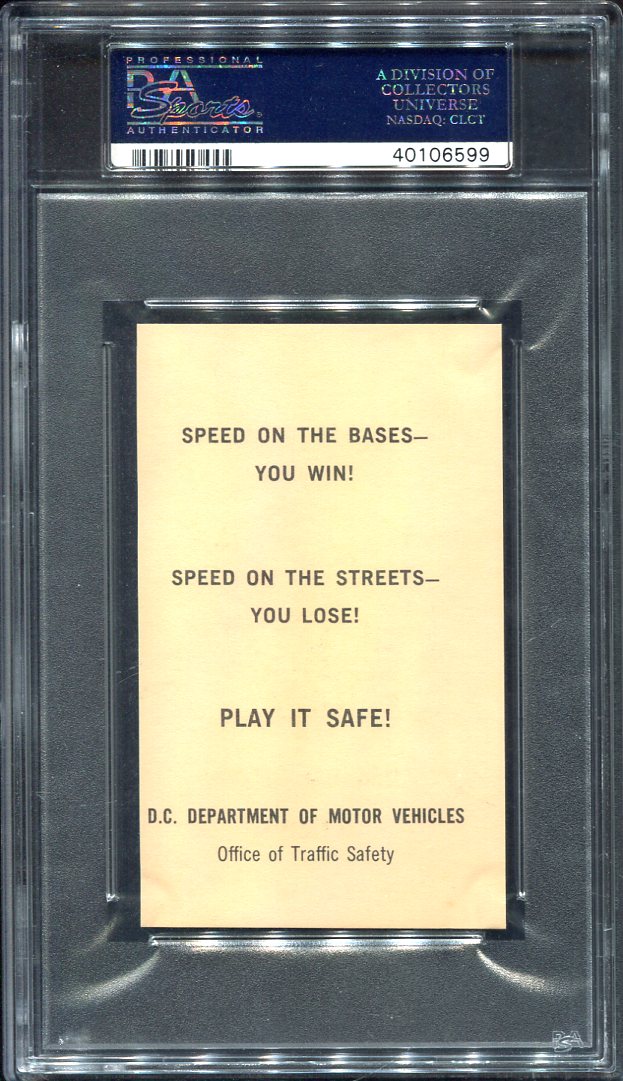 PROFESSIONAL
PSA
Sports
AUTHENTICATOR
A DIVISION OF
COLLECTORS
UNIVERSE
NASDAQ: CLCT
40106599
SPEED ON THE BASES—
YOU WIN!
SPEED ON THE STREETS—
YOU LOSE!
PLAY IT SAFE!
D.C. DEPARTMENT OF MOTOR VEHICLES
Office of Traffic Safety
PSA